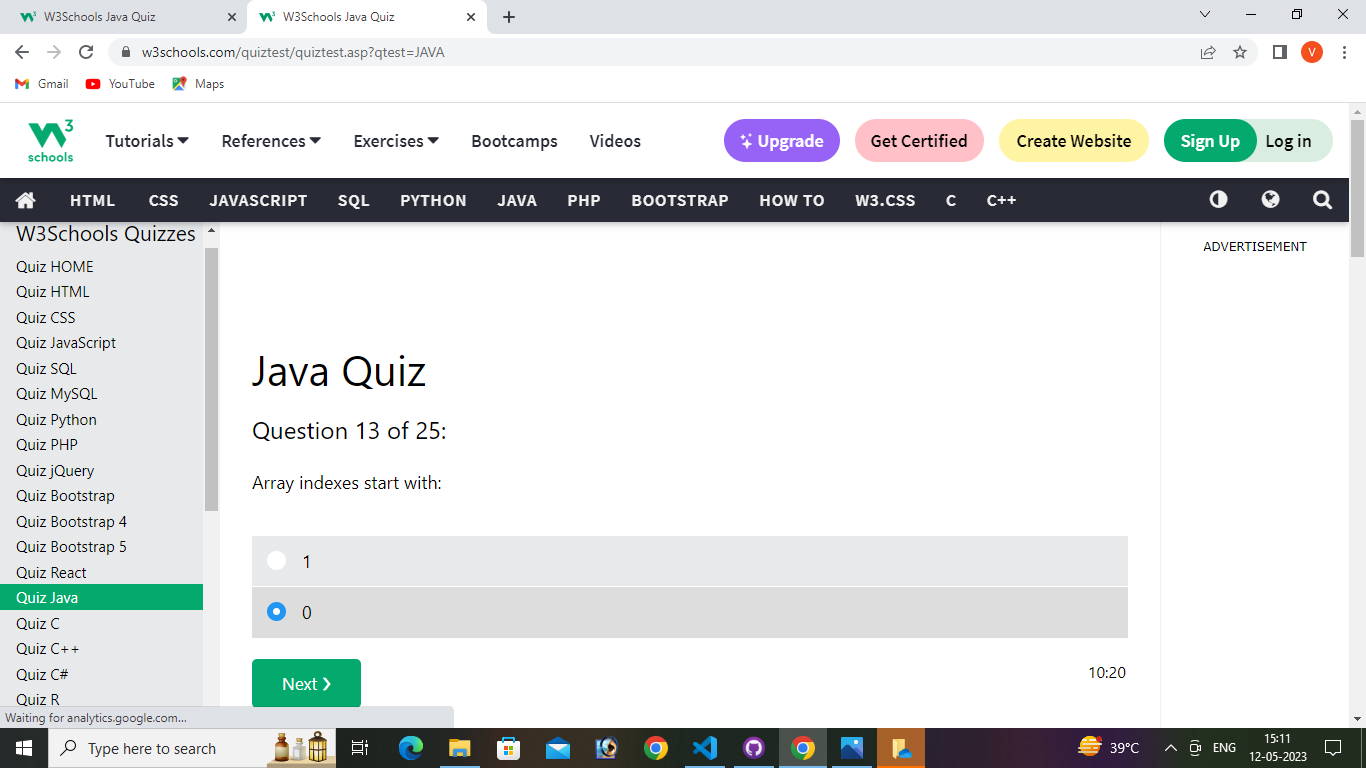 W3Schools Java Quiz
W3Schools Java Quiz
w3schools.com/quiztest/quiztest.asp?qtest=JAVA
V
Gmail
YouTube
Maps
W3 schools
Tutorials
References
Exercises
Bootcamps
Videos
Upgrade
Get Certified
Create Website
Sign Up
Log in
HTML
CSS
JAVASCRIPT
SQL
PYTHON
JAVA
PHP
BOOTSTRAP
HOW TO
W3.CSS
C
C++
W3Schools Quizzes
Quiz HOME
Quiz HTML
Quiz CSS
Quiz JavaScript
Quiz SQL
Quiz MySQL
Quiz Python
Quiz PHP
Quiz jQuery
Quiz Bootstrap
Quiz Bootstrap 4
Quiz Bootstrap 5
Quiz React
Quiz Java
Quiz C
Quiz C++
Quiz C#
Quiz R
ADVERTISEMENT
Java Quiz
Question 13 of 25:
Array indexes start with:
1
0
Next ❯
10:20
Waiting for analytics.google.com...
Type here to search
39°C
ENG
15:11
12-05-2023